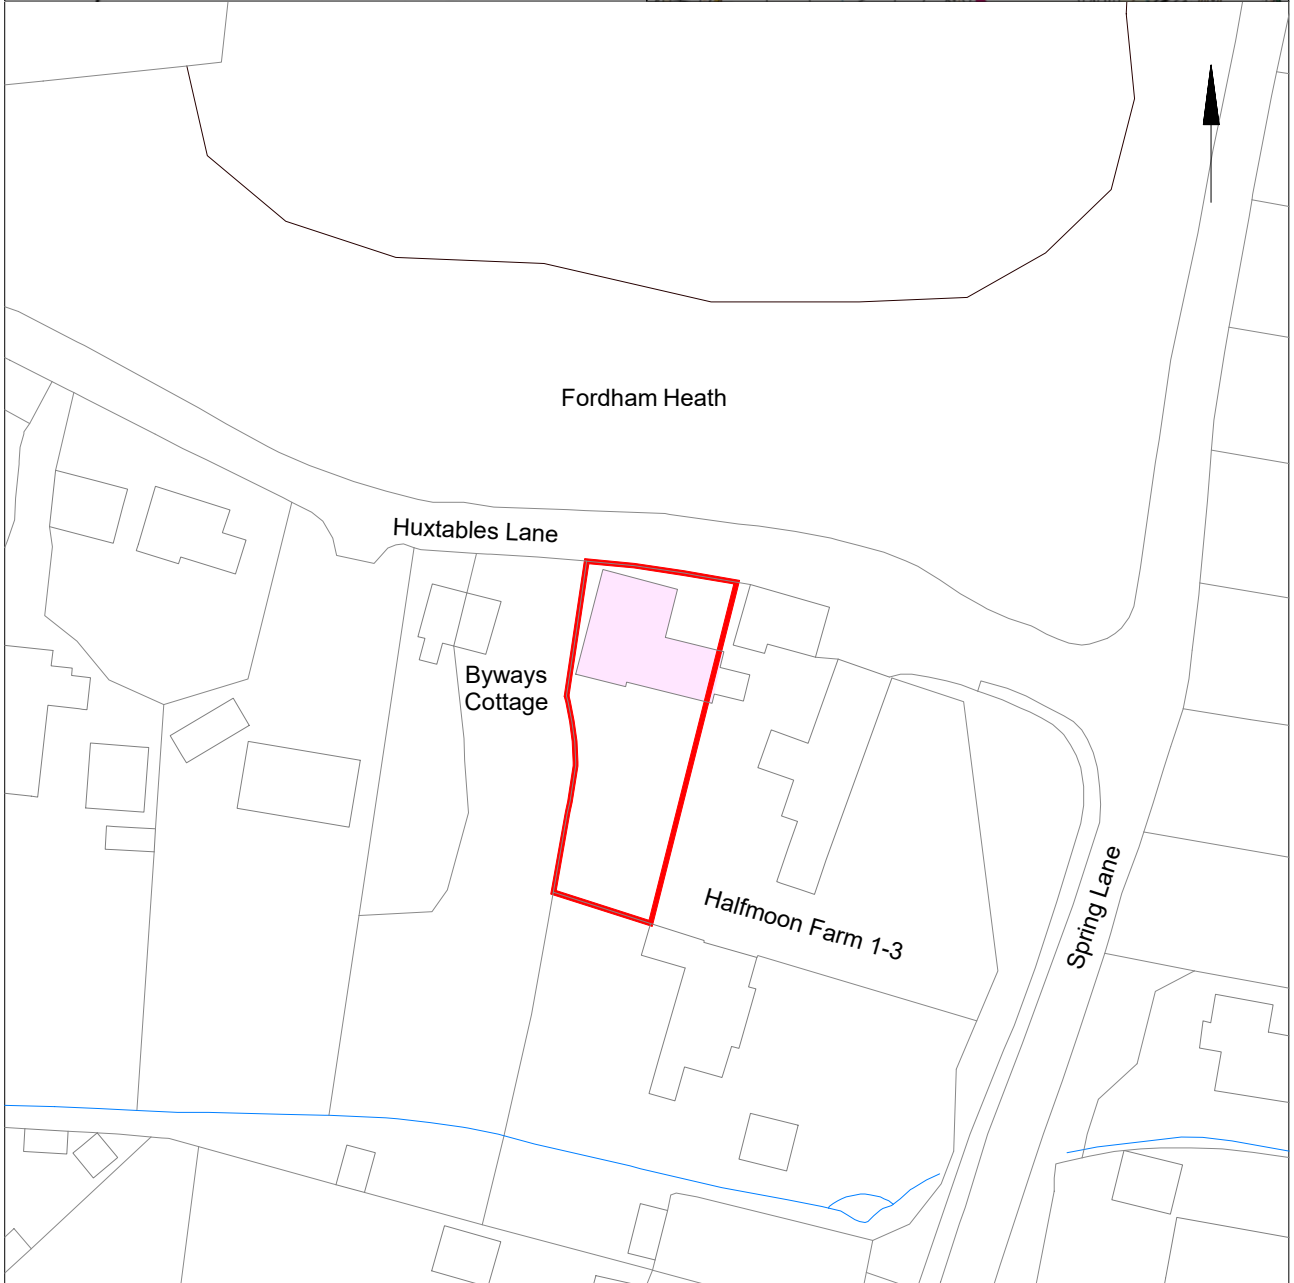 Fordham Heath
Huxtables Lane
Byways
Cottage
Halfmoon Farm 1-3
Spring Lane